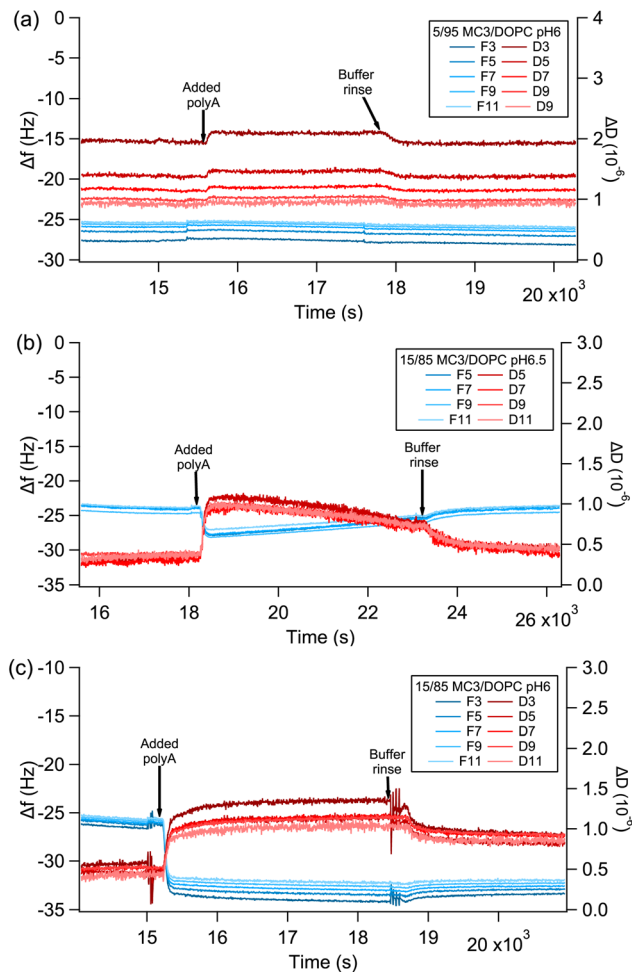 (a)
0
-5
-10
-15
-20
-25
-30
Δf (Hz)
5/95 MC3/DOPC pH6
F3 D3
F5 D5
F7 D7
F9 D9
F11 D9
Added
polyA
Buffer
rinse
4
3
2
1
0
ΔD (10⁻⁶)
15 16 17 18 19 20 x10³
Time (s)
(b)
0
-5
-10
-15
-20
-25
-30
-35
Δf (Hz)
15/85 MC3/DOPC pH6.5
F5 D5
F7 D7
F9 D9
F11 D11
Added
polyA
Buffer
rinse
3.0
2.5
2.0
1.5
1.0
0.5
0.0
ΔD (10⁻⁶)
16 18 20 22 24 26 x10³
Time (s)
(c)
-10
-15
-20
-25
-30
-35
Δf (Hz)
15/85 MC3/DOPC pH6
F3 D3
F5 D5
F7 D7
F9 D9
F11 D11
Added
polyA
Buffer
rinse
3.0
2.5
2.0
1.5
1.0
0.5
0.0
ΔD (10⁻⁶)
15 16 17 18 19 20 x10³
Time (s)